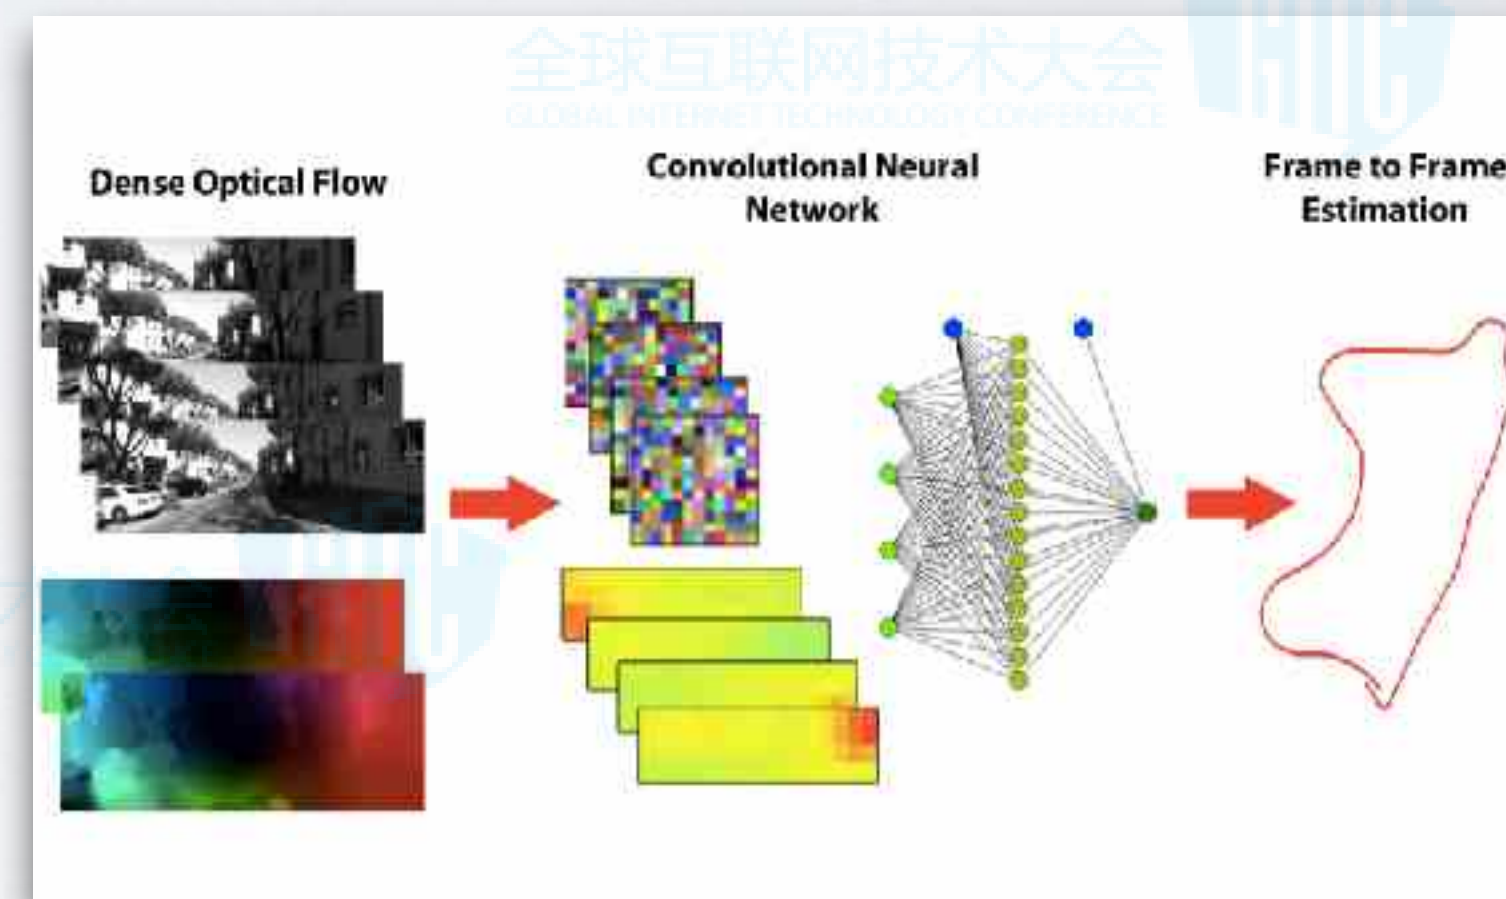 全球互联网技术大会
GLOBAL INTERNET TECHNOLOGY CONFERENCE
Dense Optical Flow
Convolutional Neural
Network
Frame to Frame
Estimation